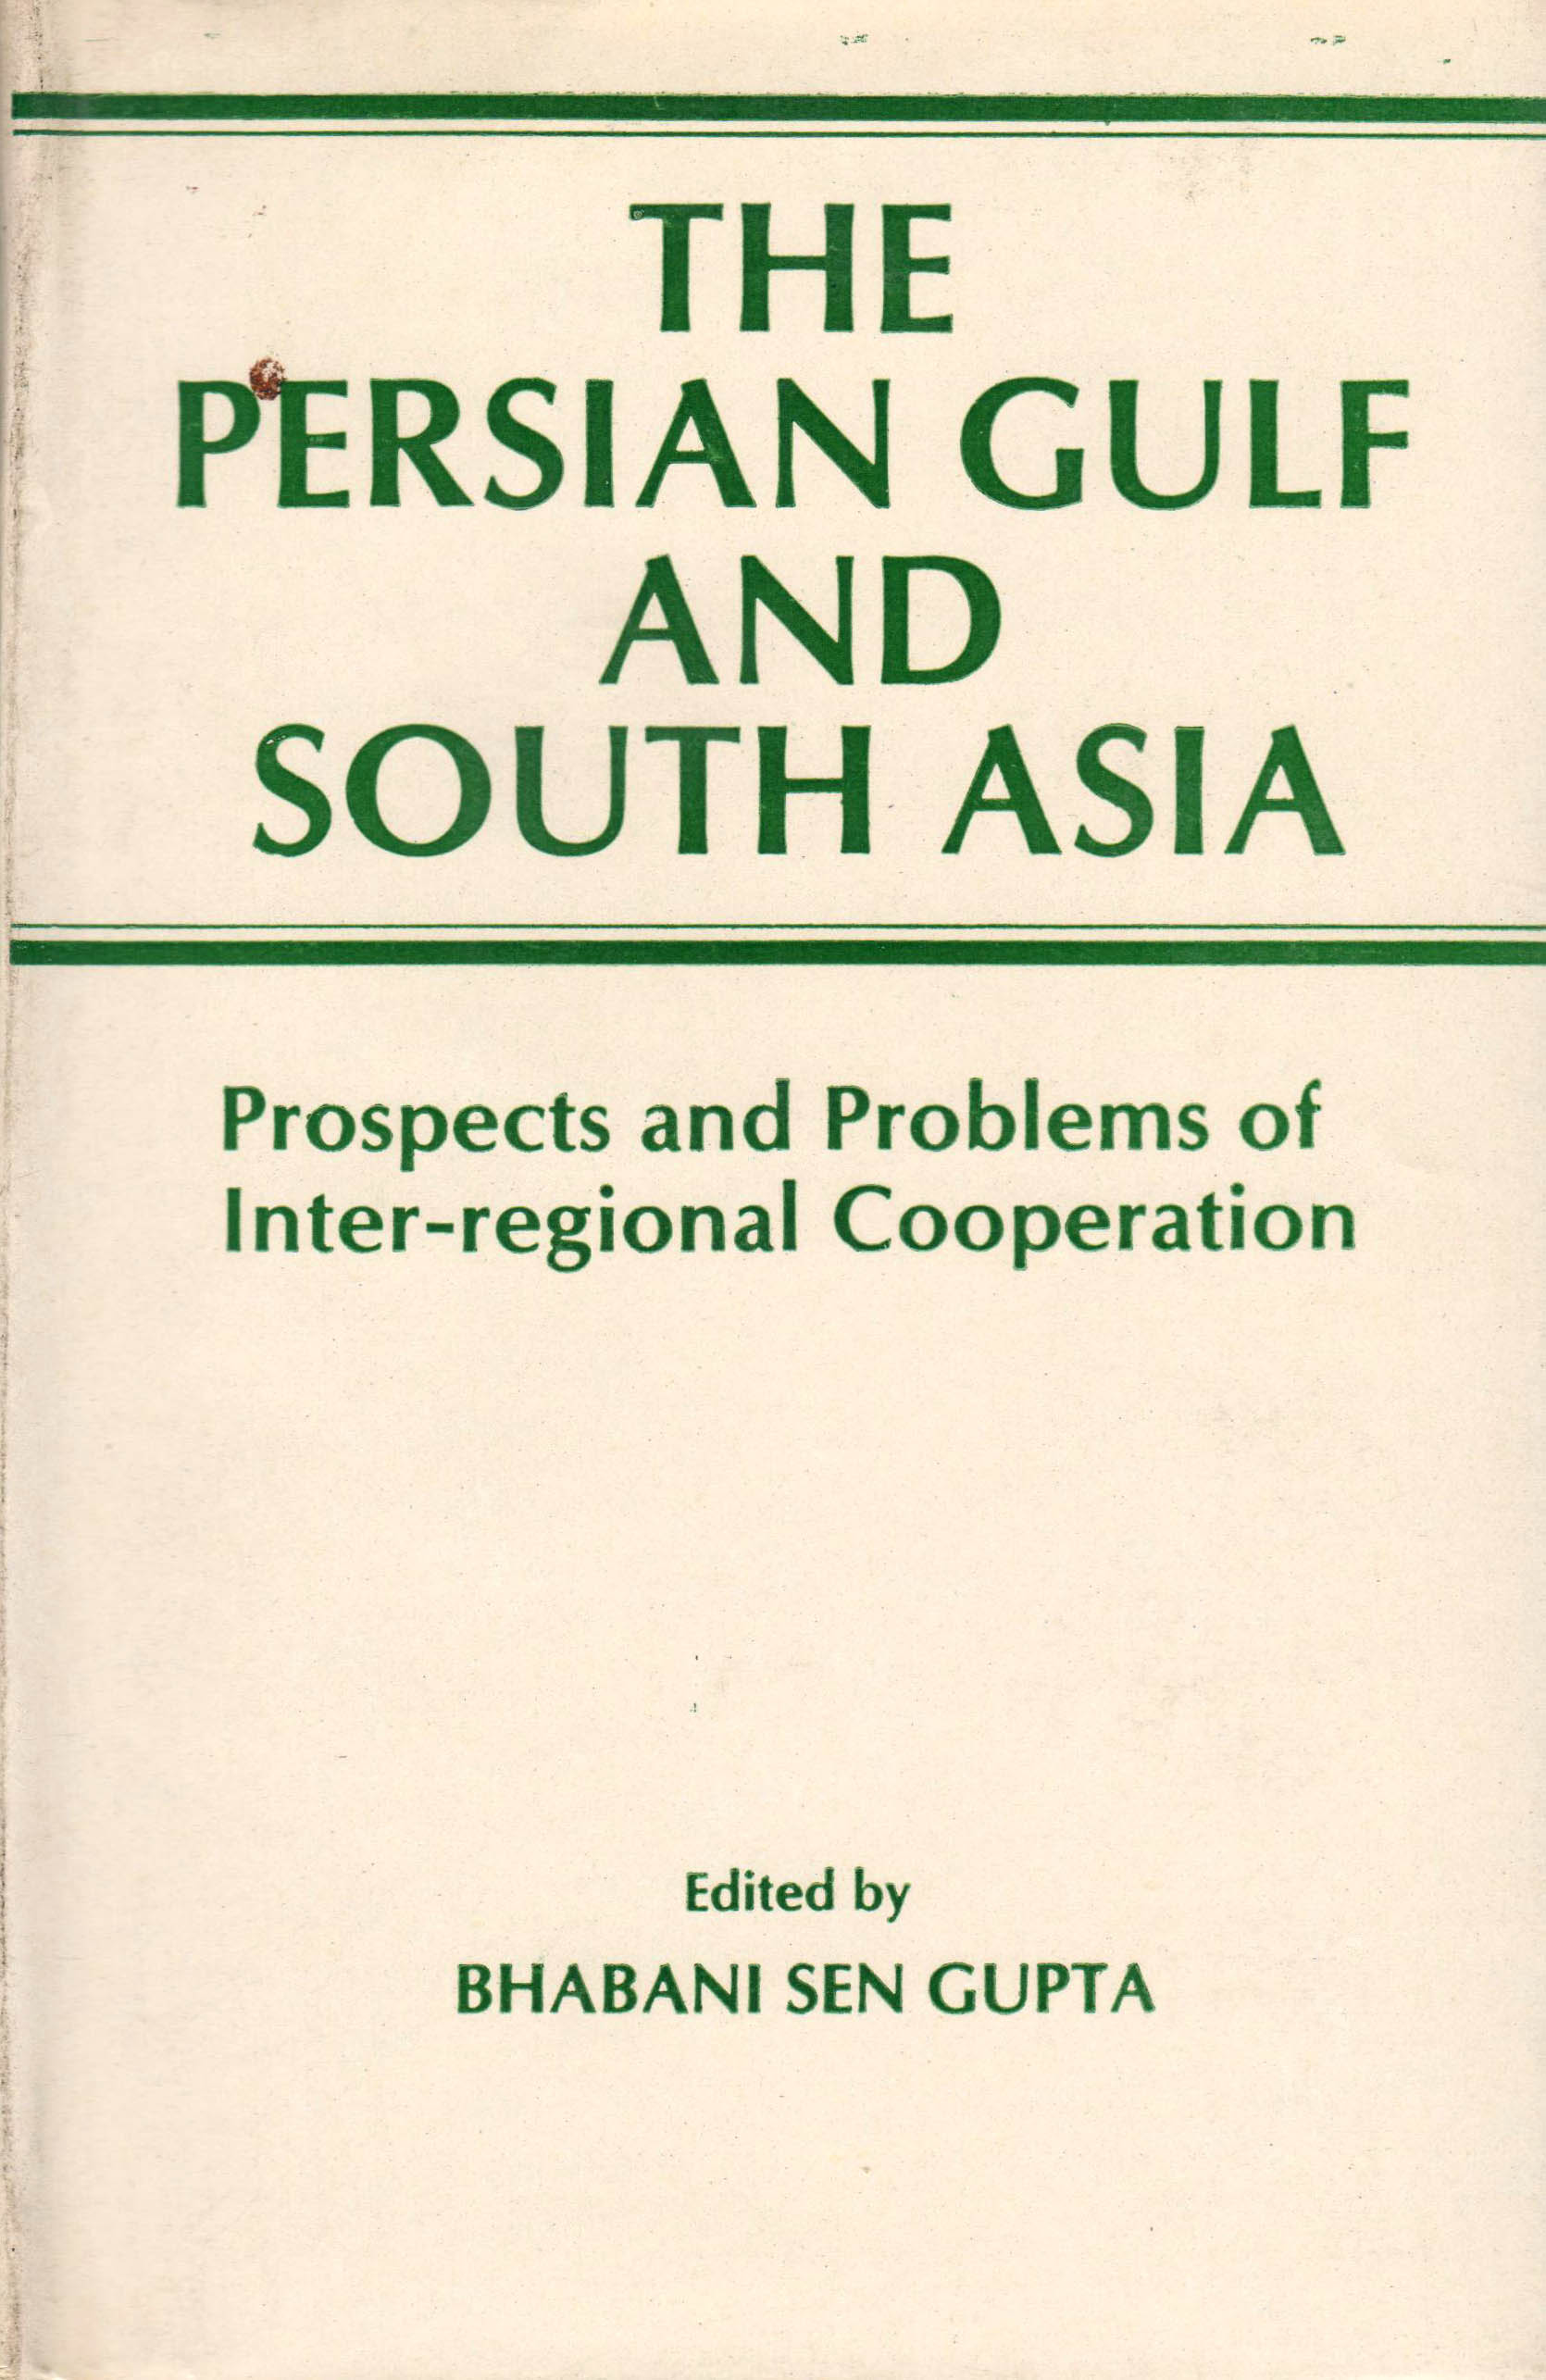 THE
PERSIAN GULF
AND
SOUTH ASIA
Prospects and Problems of
Inter-regional Cooperation
Edited by
BHABANI SEN GUPTA